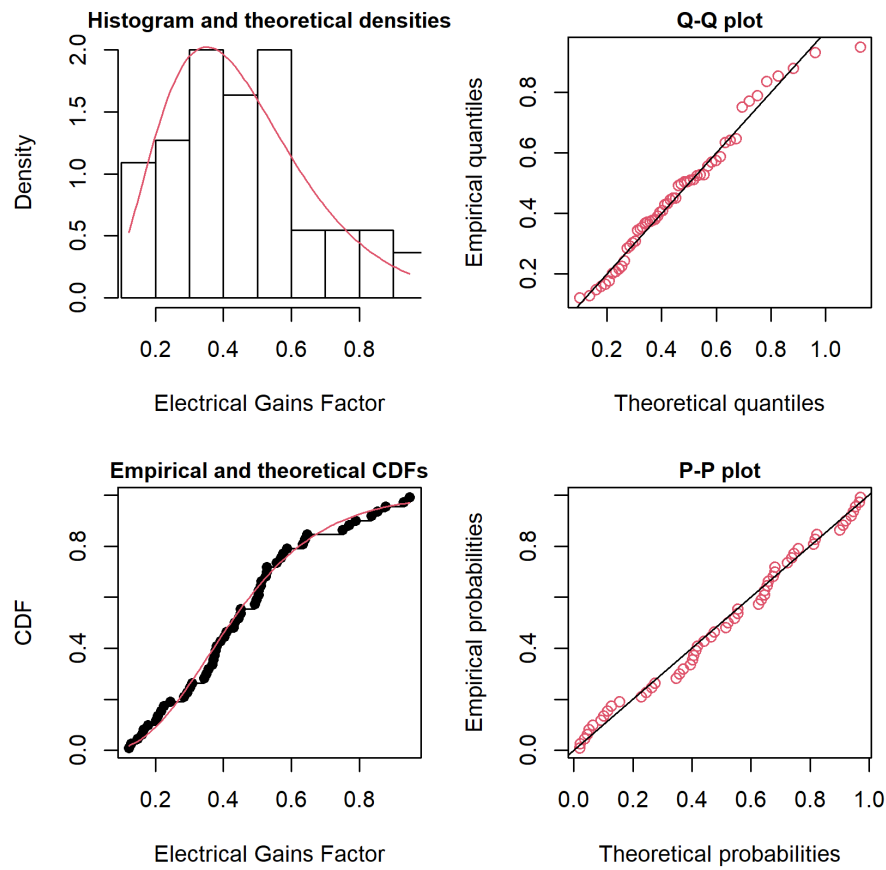 Histogram and theoretical densities
Density
0.0 0.5 1.0 1.5 2.0
0.2 0.4 0.6 0.8
Electrical Gains Factor
Q-Q plot
Empirical quantiles
0.2 0.4 0.6 0.8
0.2 0.4 0.6 0.8 1.0
Theoretical quantiles
Empirical and theoretical CDFs
CDF
0.0 0.4 0.8
0.2 0.4 0.6 0.8
Electrical Gains Factor
P-P plot
Empirical probabilities
0.0 0.4 0.8
0.0 0.2 0.4 0.6 0.8 1.0
Theoretical probabilities